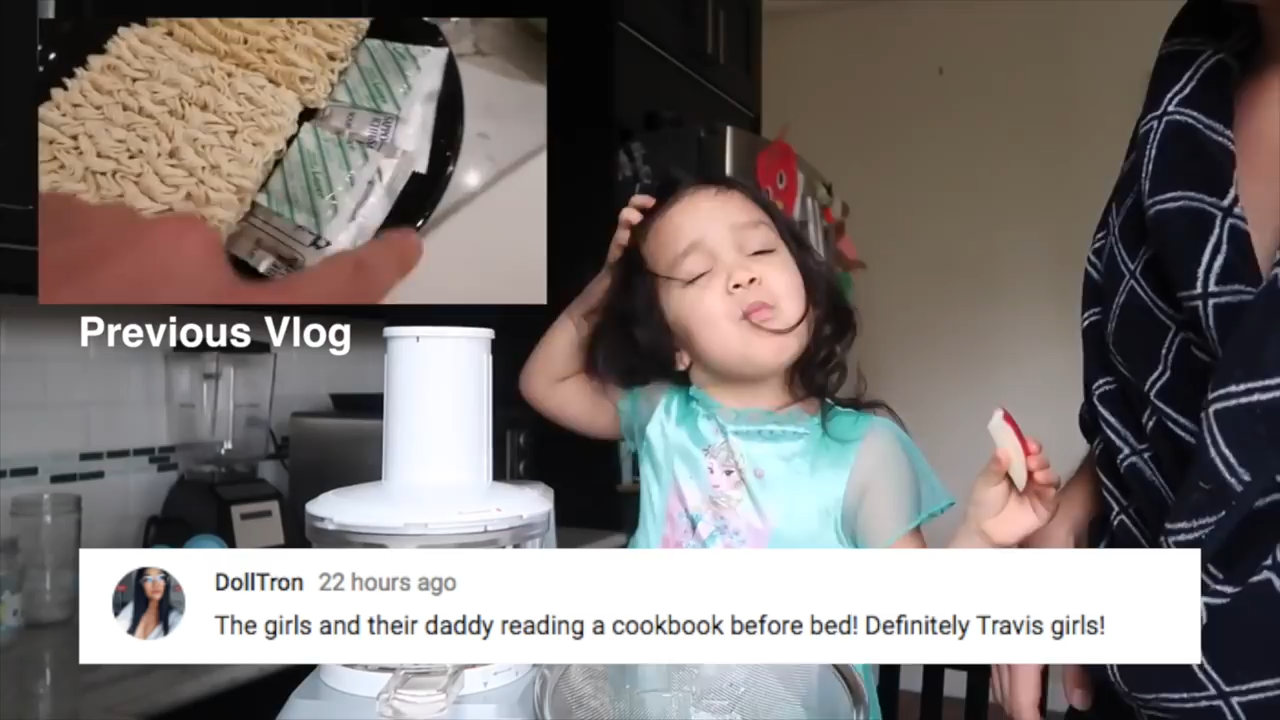 Previous Vlog
DollTron 22 hours ago
The girls and their daddy reading a cookbook before bed! Definitely Travis girls!